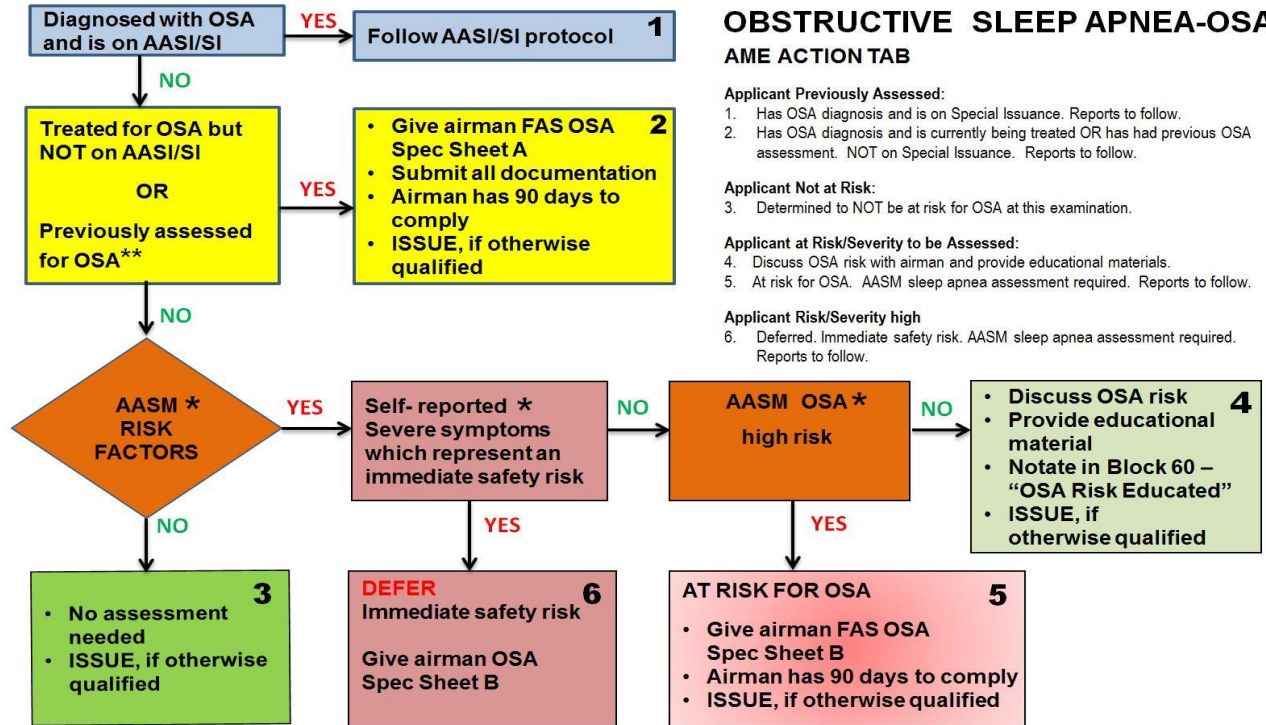 Diagnosed with OSA
and is on AASI/SI
YES
Follow AASI/SI protocol
1
NO
Treated for OSA but
NOT on AASI/SI
OR
Previously assessed
for OSA**
YES
2
• Give airman FAS OSA
Spec Sheet A
• Submit all documentation
• Airman has 90 days to
comply
• ISSUE, if otherwise
qualified
NO
OBSTRUCTIVE SLEEP APNEA-OSA
AME ACTION TAB
Applicant Previously Assessed:
1. Has OSA diagnosis and is on Special Issuance. Reports to follow.
2. Has OSA diagnosis and is currently being treated OR has had previous OSA
assessment. NOT on Special Issuance. Reports to follow.
Applicant Not at Risk:
3. Determined to NOT be at risk for OSA at this examination.
Applicant at Risk/Severity to be Assessed:
4. Discuss OSA risk with airman and provide educational materials.
5. At risk for OSA. AASM sleep apnea assessment required. Reports to follow.
Applicant Risk/Severity high
6. Deferred. Immediate safety risk. AASM sleep apnea assessment required.
Reports to follow.
AASM *
RISK
FACTORS
YES
Self- reported *
Severe symptoms
which represent an
immediate safety risk
NO
AASM OSA*
high risk
NO
4
• Discuss OSA risk
• Provide educational
material
• Notate in Block 60 –
“OSA Risk Educated”
• ISSUE, if
otherwise qualified
NO
YES
YES
3
• No assessment
needed
• ISSUE, if otherwise
qualified
DEFER
6
Immediate safety risk
Give airman OSA
Spec Sheet B
AT RISK FOR OSA
5
• Give airman FAS OSA
Spec Sheet B
• Airman has 90 days to comply
• ISSUE, if otherwise qualified